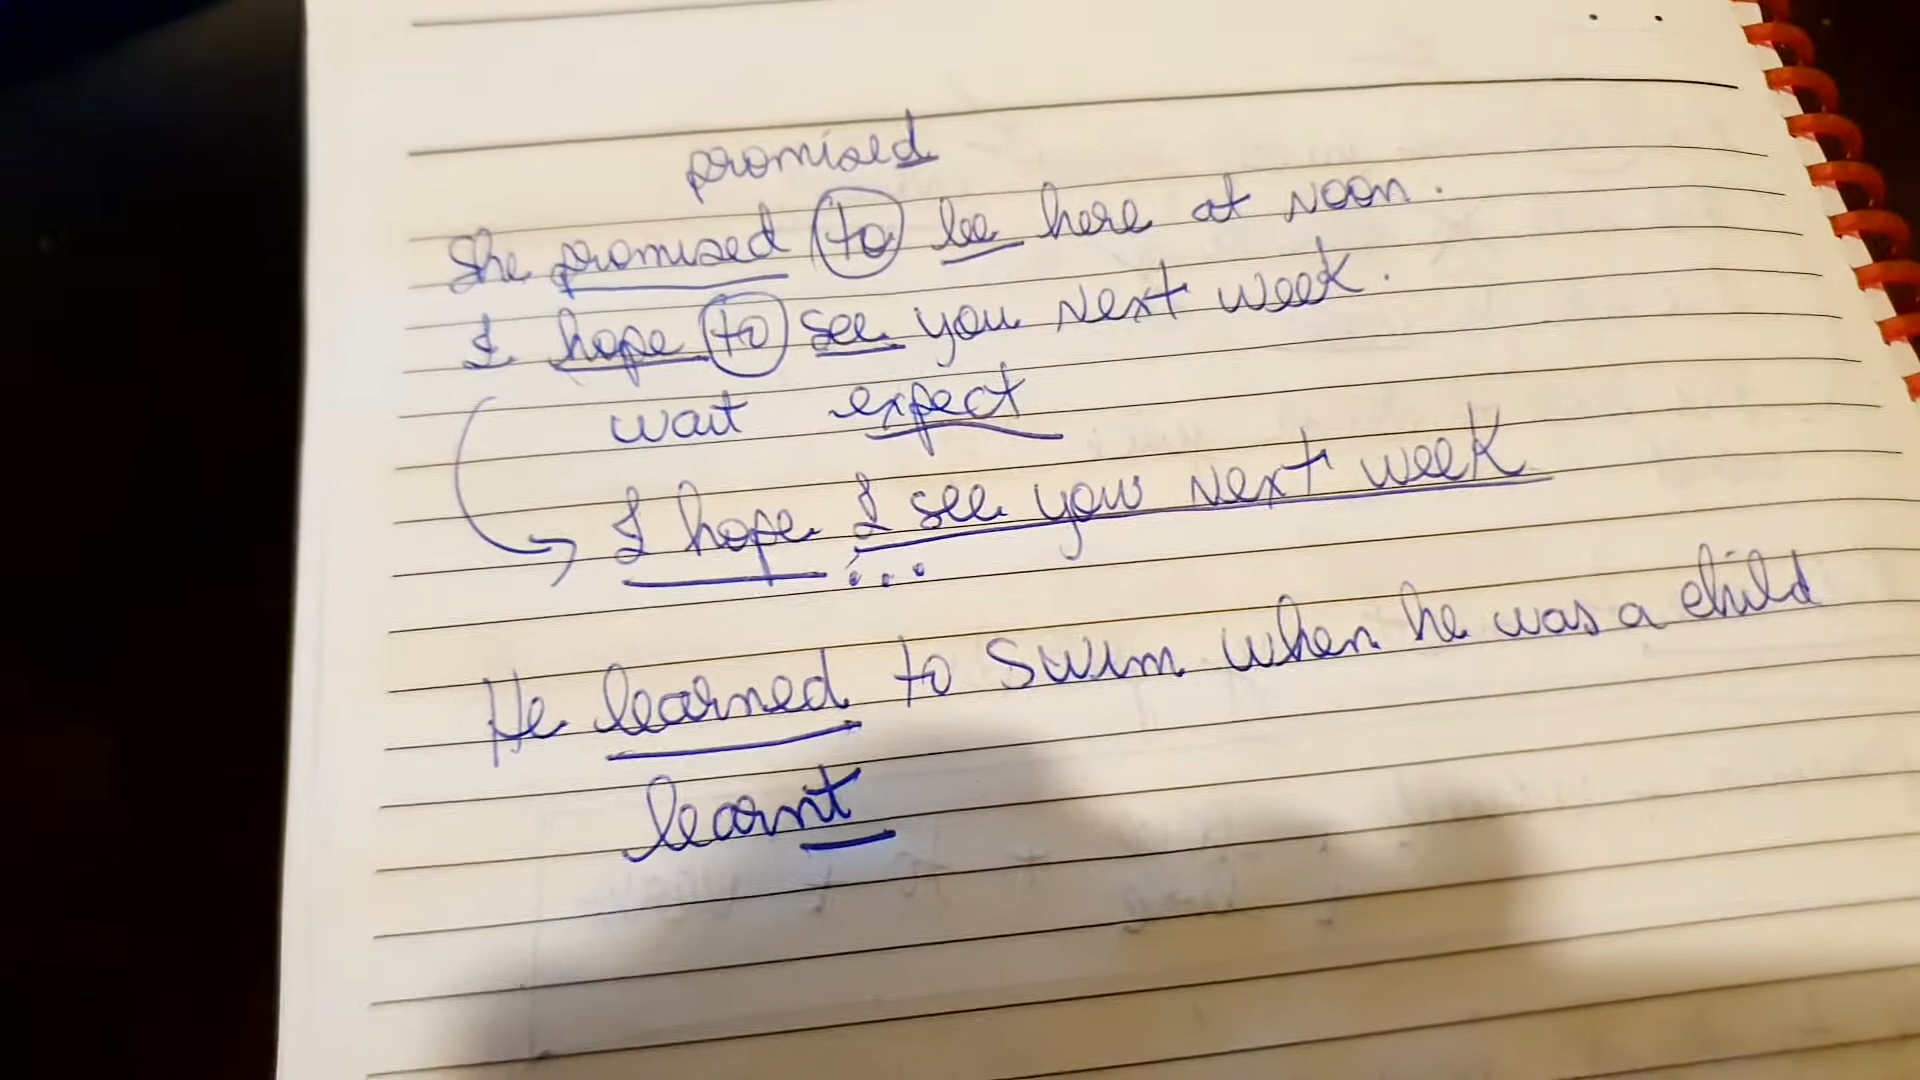 promised
She promised to be here at noon.
I hope to see you next week.
wait expect
I hope I see you next week
...
He learned to swim when he was a child
learnt